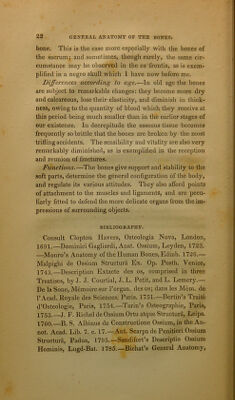 22 GENERAL ANATOMY OF THE BONES.
bone. This is the case more especially with the bones of
the sacrum; and sometimes, though rarely, the same cir-
cumstance may be observed in the os frontis, as is exem-
plified in a negro skull which I have now before me.
Differences according to age.—In old age the bones
are subject to remarkable changes: they become more dry
and calcareous, lose their elasticity, and diminish in thick-
ness, owing to the quantity of blood which they receive at
this period being much smaller than in the earlier stages of
our existence. In decrepitude the osseous tissue becomes
frequently so brittle that the bones are broken by the most
trifling accidents. The sensibility and vitality are also very
remarkably diminished, as is exemplified in the reception
and reunion of fractures.
Functions.—The bones give support and stability to the
soft parts, determine the general configuration of the body,
and regulate its various attitudes. They also afford points
of attachment to the muscles and ligaments, and are pecu-
liarly fitted to defend the more delicate organs from the im-
pressions of surrounding objects.
BIBLIOGRAPHY.
Consult Clopton Havers, Osteologia Nova, London,
1691.—Dominici Gagliardi, Anat. Ossium, Leyden, 1723.
—Monro's Anatomy of the Human Bones, Edinb. 1726.—
Malpighi de Ossium Structurâ Ex. Op. Posth. Venise,
1743.—Description Extacte des os, comprised in three
Treatises, by J. J. Courtial, J. L. Petit, and L. Lemery.—
De la Sone, Mémoire sur l'organ. des os; dans les Mém. de
l'Acad. Royale des Sciences, Paris, 1751.—Bertin's Traité
d'Osteologie, Paris, 1754.—Tarin's Osteographie, Paris,
1753.—J. F. Richel de Ossium Ortu atque Structurâ, Leips.
1760.—B. S. Albinus de Constructione Ossium, in the An-
not. Acad. Lib. 7. c. 17.—Ant. Scarpa de Penitiori Ossium
Structurâ, Padua, 1795.—Sandifort's Descriptio Ossium
Hominis, Lugd-Bat. 1785.—Bichat's General Anatomy,